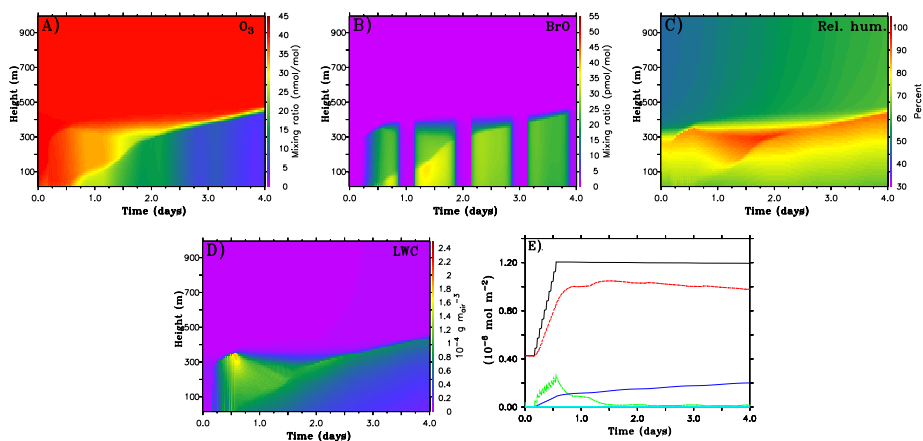 A)
O3
Height (m)
900
700
500
300
100
0.0 1.0 2.0 3.0 4.0
Time (days)
45
40
35
30
25
20
15
10
5
0
Mixing ratio (nmol/mol)
B)
BrO
Height (m)
900
700
500
300
100
0.0 1.0 2.0 3.0 4.0
Time (days)
55
50
45
40
35
30
25
20
15
10
5
0
Mixing ratio (pmol/mol)
C)
Rel. hum.
Height (m)
900
700
500
300
100
0.0 1.0 2.0 3.0 4.0
Time (days)
100
90
80
70
60
50
40
30
Percent
D)
LWC
Height (m)
900
700
500
300
100
0.0 1.0 2.0 3.0 4.0
Time (days)
2.4
2.2
2
1.8
1.6
1.4
1.2
1
0.8
0.6
0.4
0.2
0
10-4 g mair-3
E)
(10-8 mol m-2)
1.20
0.80
0.40
0.00
0.0 1.0 2.0 3.0 4.0
Time (days)